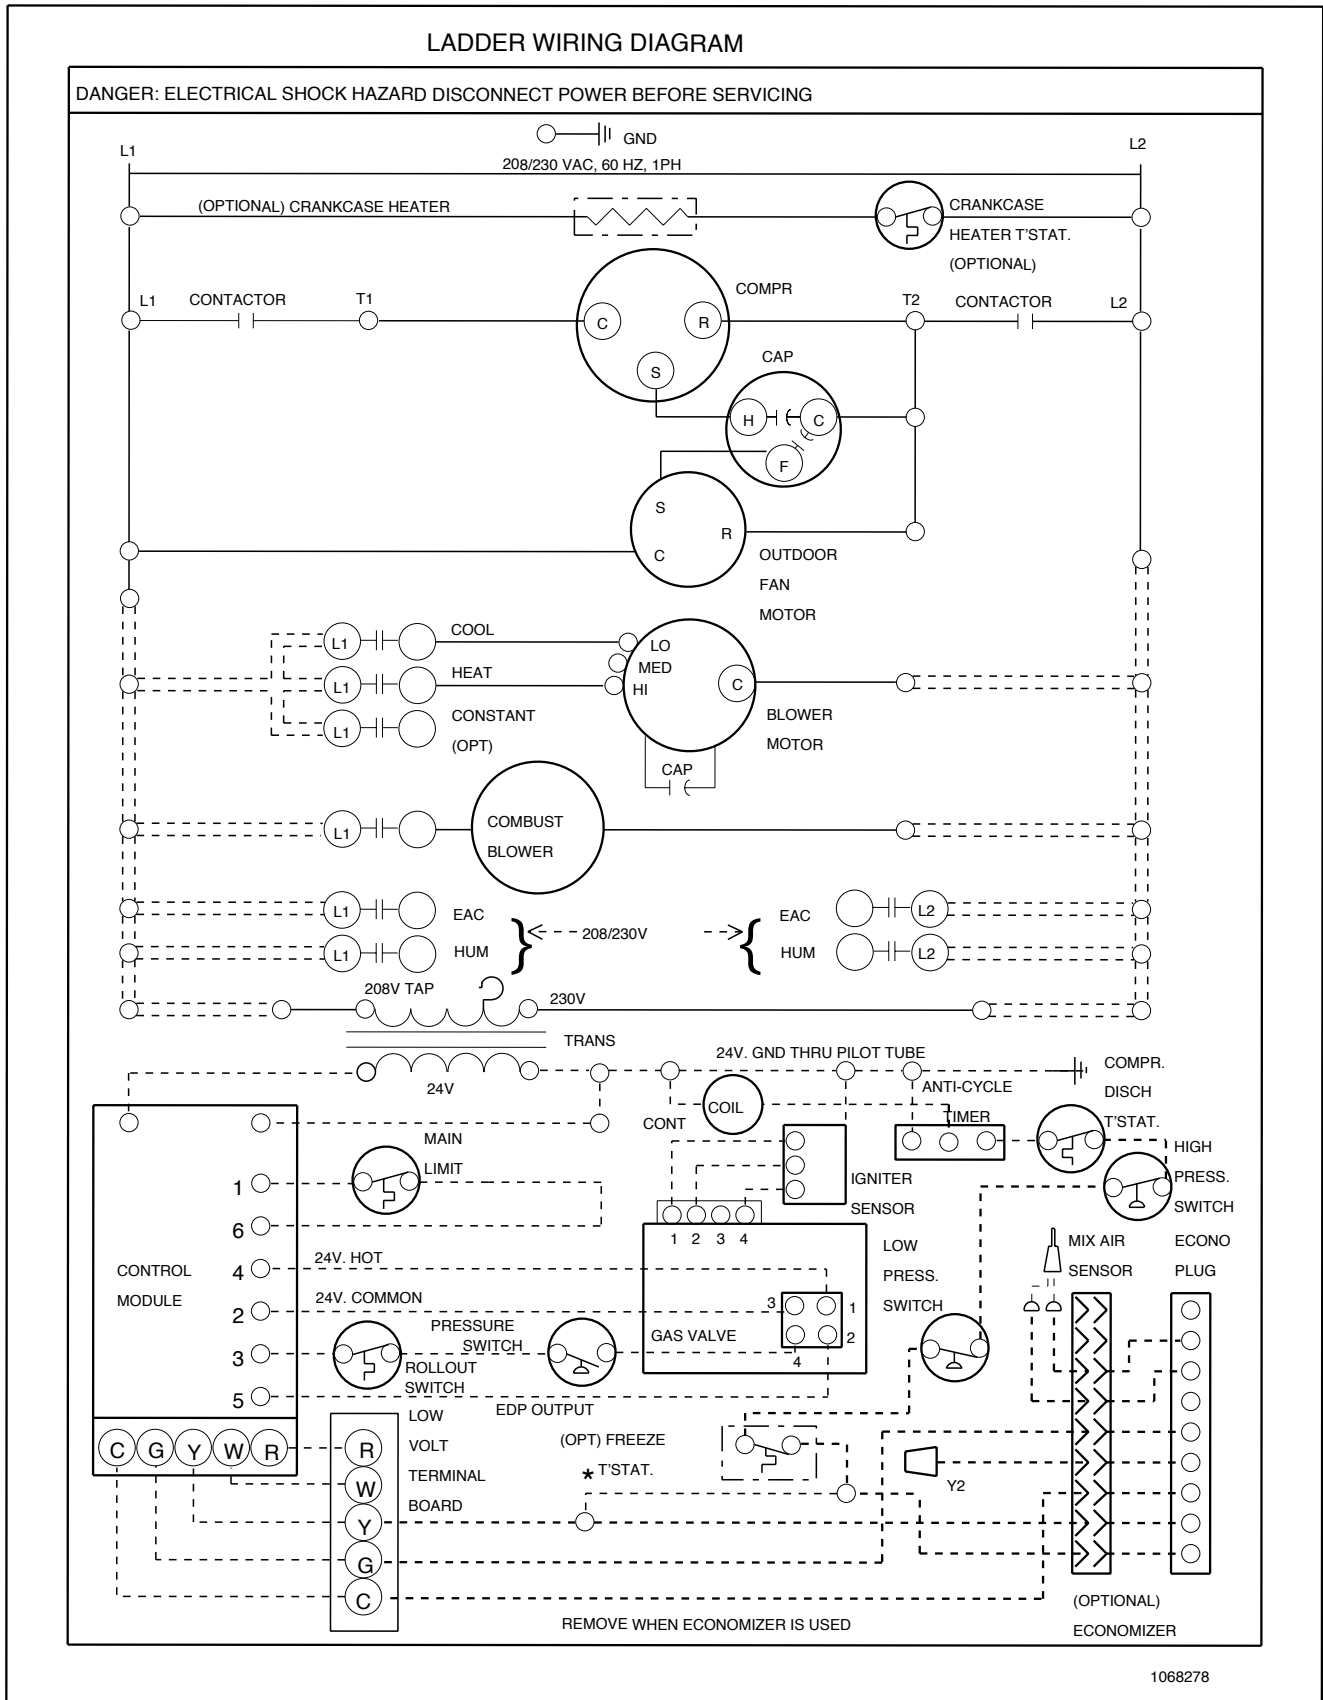 LADDER WIRING DIAGRAM
DANGER: ELECTRICAL SHOCK HAZARD DISCONNECT POWER BEFORE SERVICING
GND
L1
L2
208/230 VAC, 60 HZ, 1PH
(OPTIONAL) CRANKCASE HEATER
CRANKCASE
HEATER T'STAT.
(OPTIONAL)
COMPR
L1
CONTACTOR
T1
T2
CONTACTOR
L2
C
R
S
CAP
H
C
F
S
R
C
OUTDOOR
FAN
MOTOR
L1
COOL
LO
MED
HI
C
L1
HEAT
L1
CONSTANT
(OPT)
BLOWER
MOTOR
CAP
L1
COMBUST
BLOWER
L1
EAC
L1
HUM
208/230V
EAC
L2
HUM
L2
208V TAP
230V
TRANS
24V
24V. GND THRU PILOT TUBE
COMPR.
DISCH
T'STAT.
ANTI-CYCLE
TIMER
CONT
COIL
MAIN
LIMIT
HIGH
PRESS.
SWITCH
IGNITER
SENSOR
1
6
4
2
3
5
CONTROL
MODULE
24V. HOT
24V. COMMON
1 2 3 4
3
1
2
4
GAS VALVE
LOW
PRESS.
SWITCH
MIX AIR
SENSOR
ECONO
PLUG
PRESSURE
SWITCH
ROLLOUT
SWITCH
EDP OUTPUT
C G Y W R
LOW
VOLT
TERMINAL
BOARD
R
W
Y
G
C
(OPT) FREEZE
* T'STAT.
Y2
REMOVE WHEN ECONOMIZER IS USED
(OPTIONAL)
ECONOMIZER
1068278